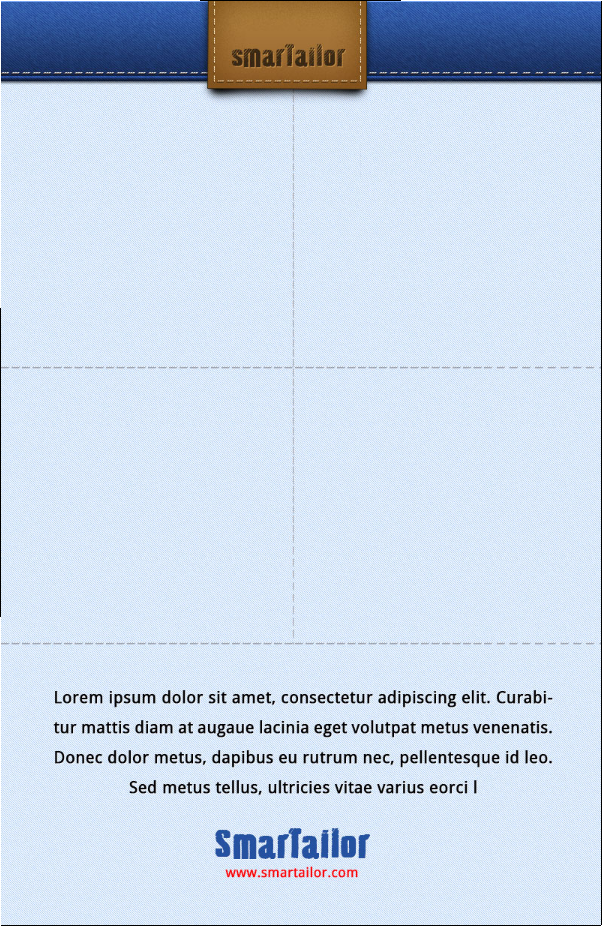 smarTailor
Lorem ipsum dolor sit amet, consectetur adipiscing elit. Curabi-
tur mattis diam at augaue lacinia eget volutpat metus venenatis.
Donec dolor metus, dapibus eu rutrum nec, pellentesque id leo.
Sed metus tellus, ultricies vitae varius eorci l
SmarTailor
www.smartailor.com